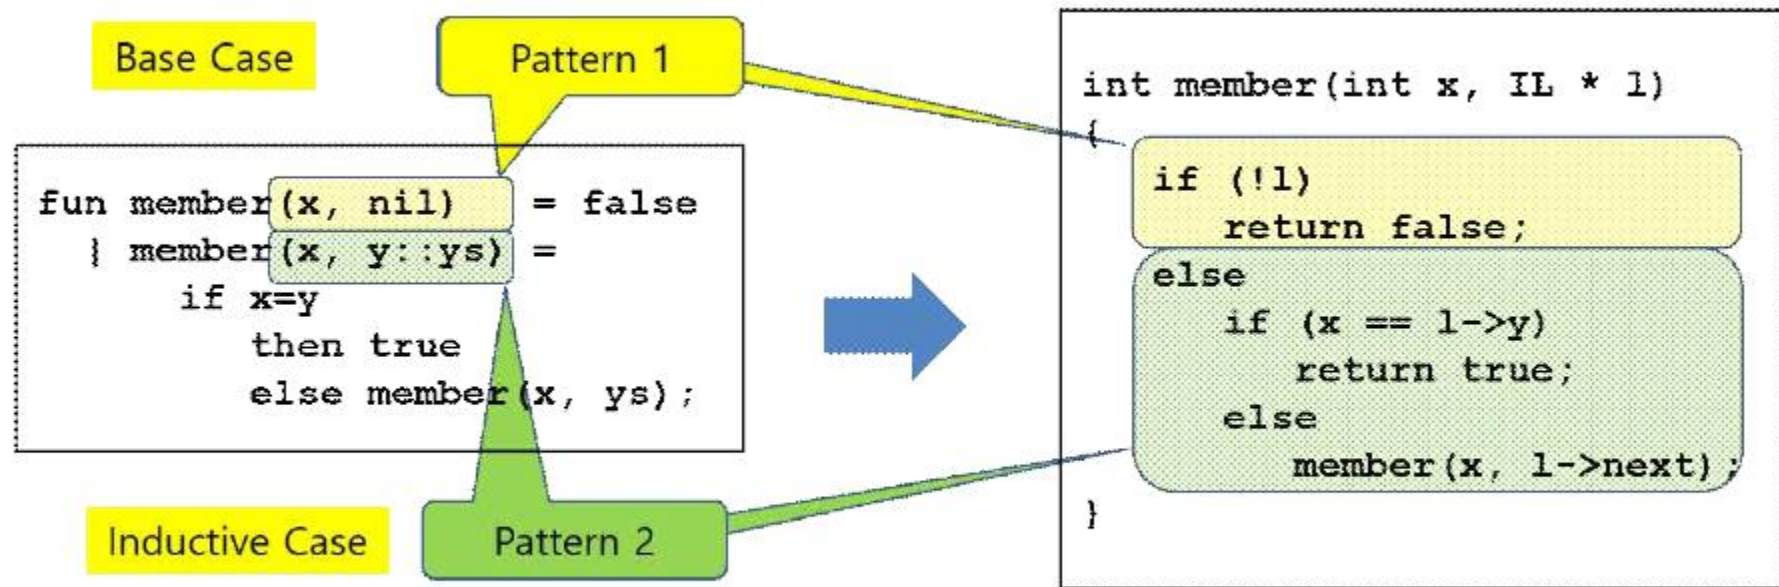 Base Case
Pattern 1
fun member(x, nil) = false
| member(x, y::ys) =
if x=y
then true
else member(x, ys);
Inductive Case
Pattern 2
int member(int x, IL * l)
{
if (!l)
return false;
else
if (x == l->y)
return true;
else
member(x, l->next);
}